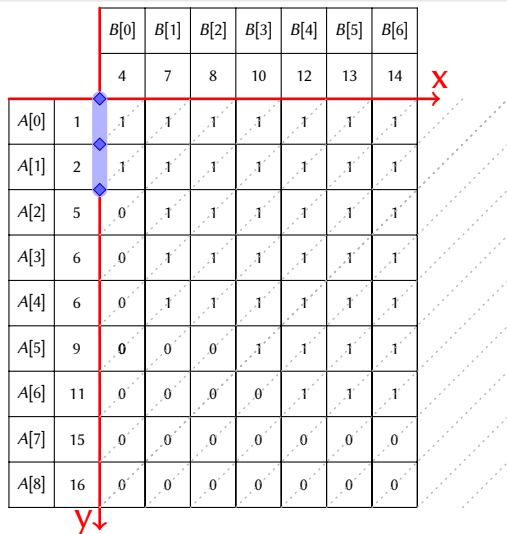 B[0] B[1] B[2] B[3] B[4] B[5] B[6]
4 7 8 10 12 13 14
x
A[0] 1 1 1 1 1 1 1 1
A[1] 2 1 1 1 1 1 1 1
A[2] 5 0 1 1 1 1 1 1
A[3] 6 0 1 1 1 1 1 1
A[4] 6 0 1 1 1 1 1 1
A[5] 9 0 0 0 1 1 1 1
A[6] 11 0 0 0 0 1 1 1
A[7] 15 0 0 0 0 0 0 0
A[8] 16 0 0 0 0 0 0 0
y